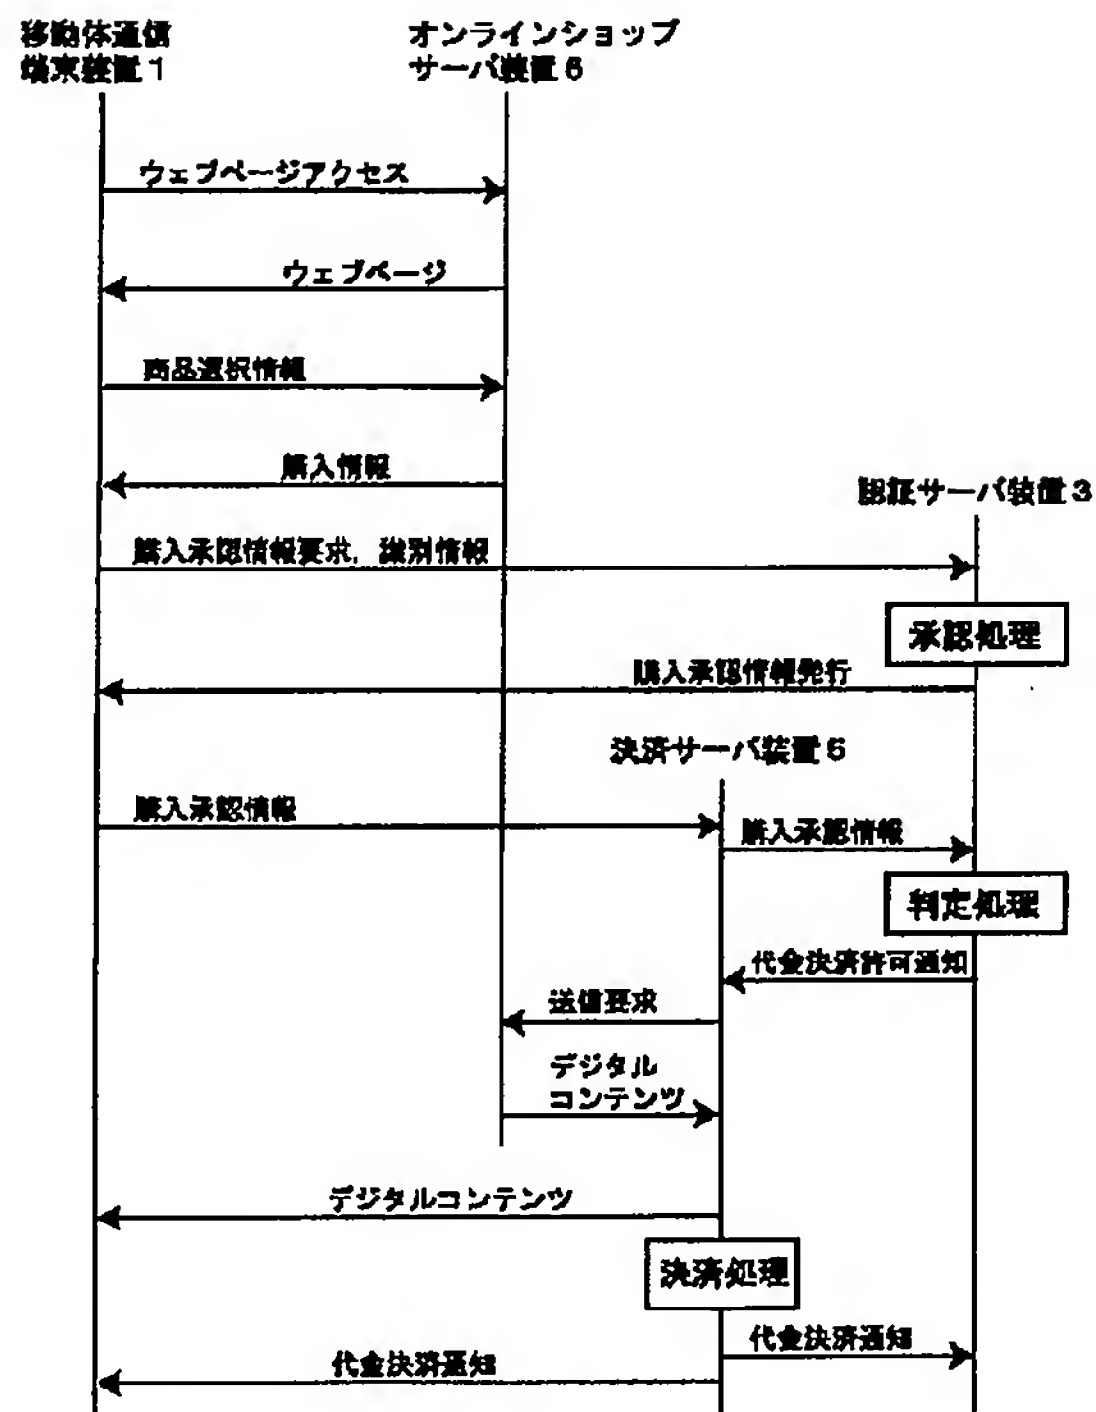 移動体通信
端末装置1
オンラインショップ
サーバ装置6
ウェブページアクセス
ウェブページ
商品選択情報
購入情報
認証サーバ装置3
購入承認情報要求,識別情報
承認処理
購入承認情報発行
決済サーバ装置5
購入承認情報
購入承認情報
判定処理
代金決済許可通知
送信要求
デジタル
コンテンツ
デジタルコンテンツ
決済処理
代金決済通知
代金決済通知